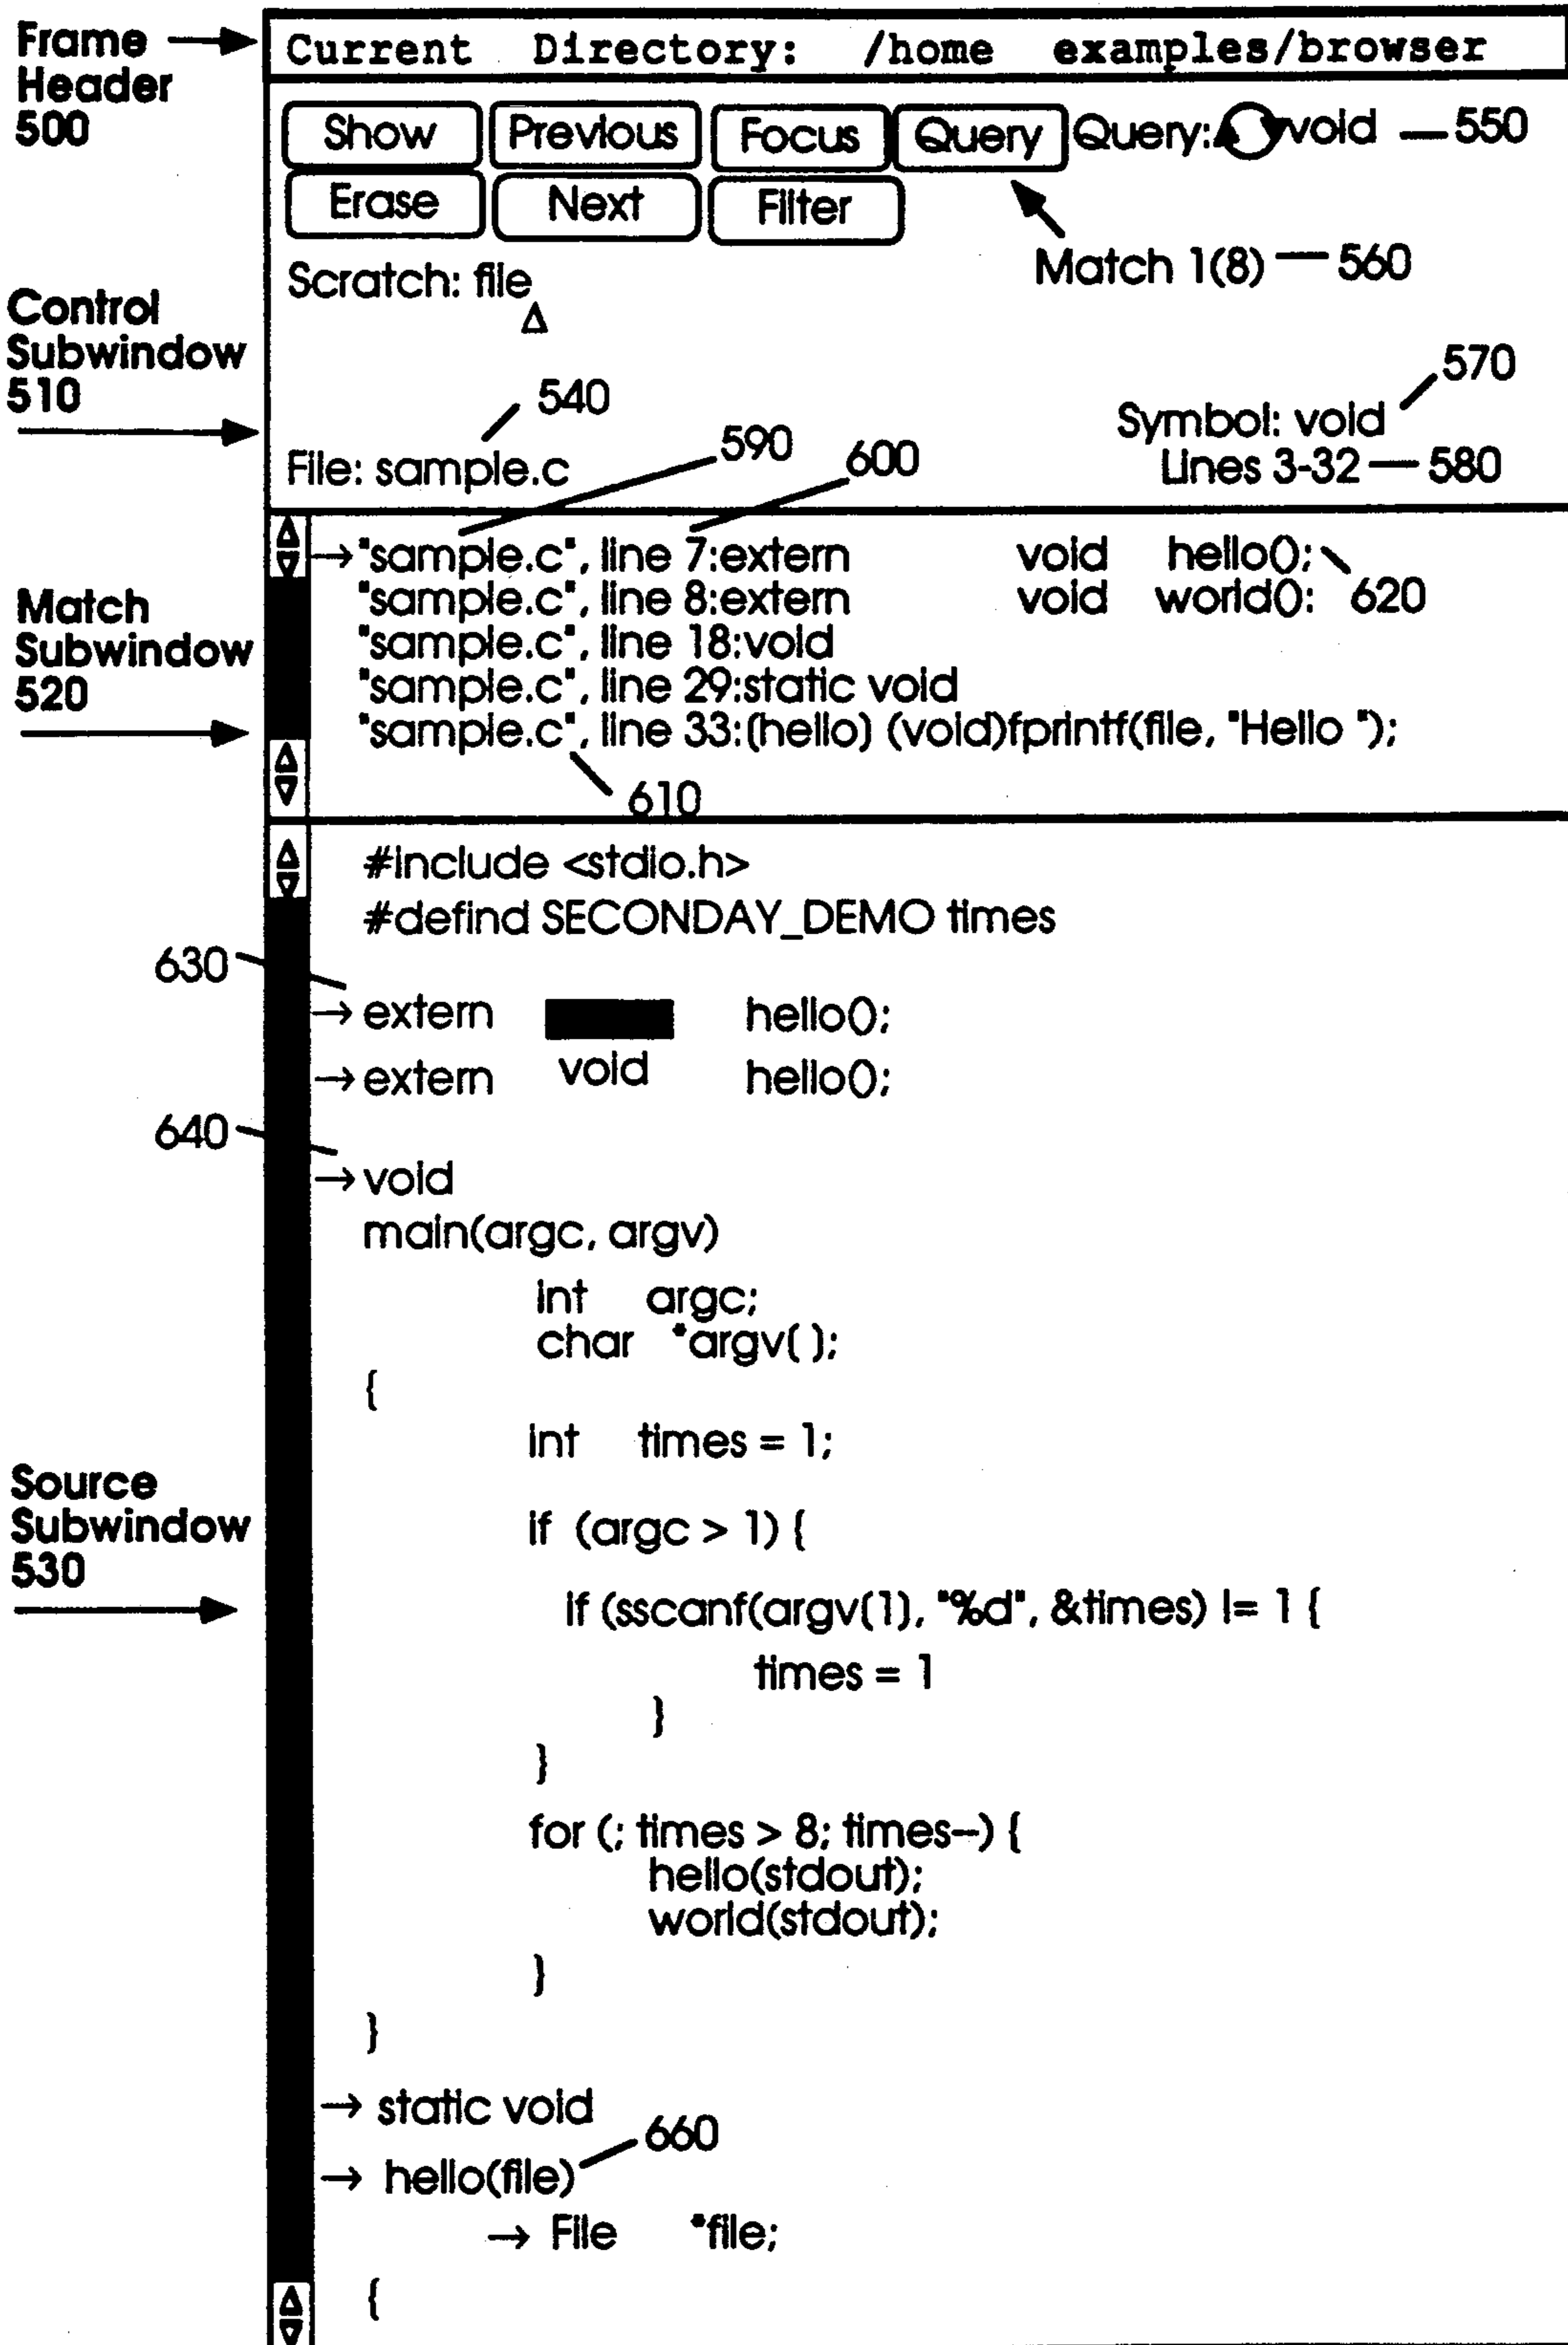 Frame Header 500
Current Directory: /home examples/browser
Show Previous Focus Query Query: void 550
Erase Next Filter
Match 1(8) 560
Scratch: file
Control Subwindow 510
570
540
Symbol: void
590 600
File: sample.c
Lines 3-32 580
"sample.c", line 7:extern void hello();
"sample.c", line 8:extern void world(): 620
"sample.c", line 18:void
"sample.c", line 29:static void
"sample.c", line 33:(hello) (void)fprintf(file, "Hello ");
Match Subwindow 520
610
#include <stdio.h>
#defind SECONDAY_DEMO times
630
→ extern hello();
→ extern void hello();
640
→ void
main(argc, argv)
int argc;
char *argv( );
{
int times = 1;
Source Subwindow 530
if (argc > 1) {
if (sscanf(argv(1), "%d", &times) != 1 {
times = 1
}
}
for (; times > 8; times--) {
hello(stdout);
world(stdout);
}
}
→ static void
660
→ hello(file)
→ File *file;
{